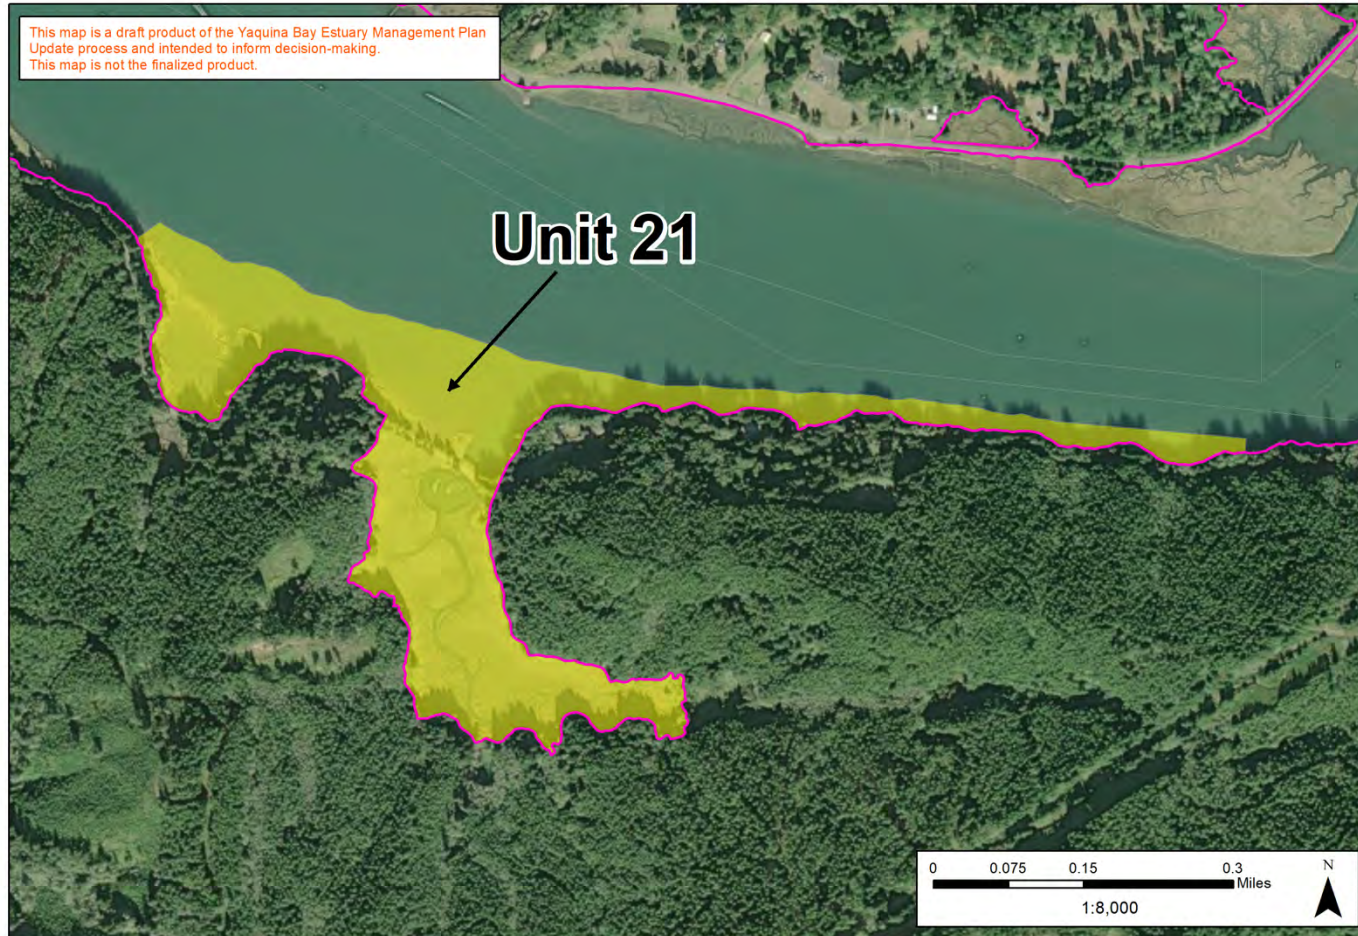 This map is a draft product of the Yaquina Bay Estuary Management Plan
Update process and intended to inform decision-making.
This map is not the finalized product.
Unit 21
0 0.075 0.15 0.3
Miles
1:8,000
N